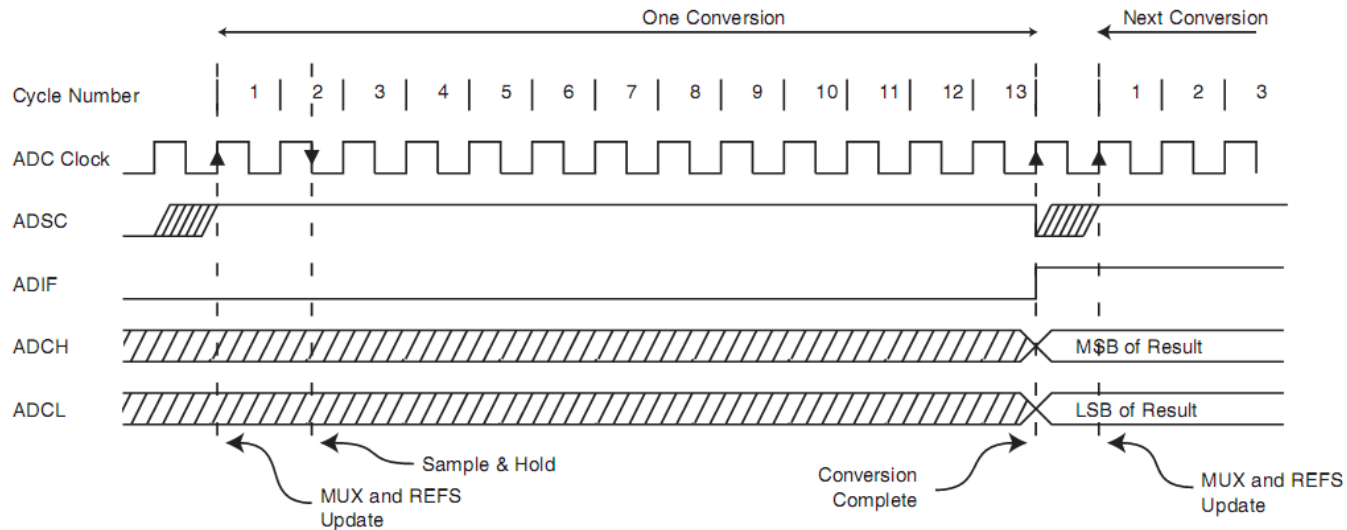 One Conversion
Next Conversion
Cycle Number 1 2 3 4 5 6 7 8 9 10 11 12 13 1 2 3
ADC Clock
ADSC
ADIF
ADCH MSB of Result
ADCL LSB of Result
Sample & Hold
MUX and REFS
Update
Conversion
Complete
MUX and REFS
Update